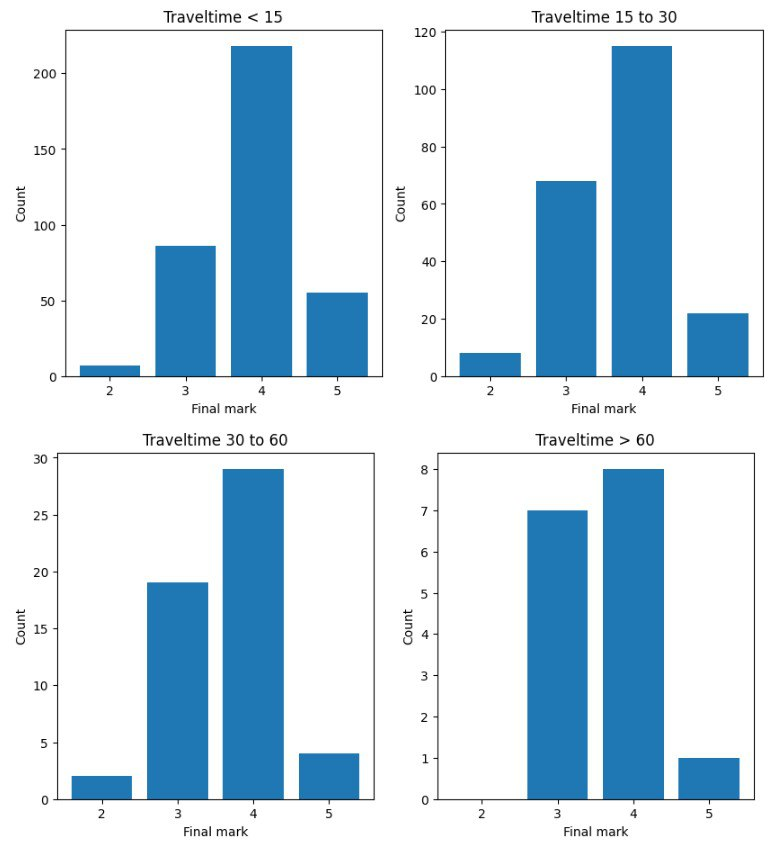 Traveltime < 15
200
150
100
50
0
Count
2 3 4 5
Final mark
Traveltime 15 to 30
120
100
80
60
40
20
0
Count
2 3 4 5
Final mark
Traveltime 30 to 60
30
25
20
15
10
5
0
Count
2 3 4 5
Final mark
Traveltime > 60
8
7
6
5
4
3
2
1
0
Count
2 3 4 5
Final mark